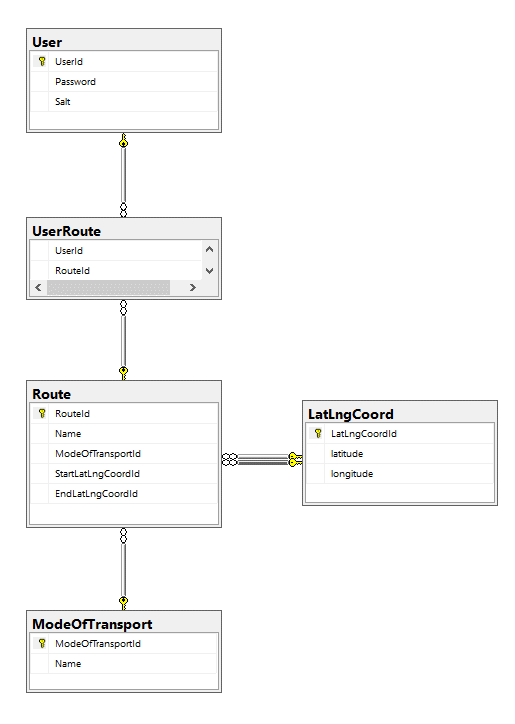 User
UserId
Password
Salt
UserRoute
UserId
RouteId
Route
RouteId
Name
ModeOfTransportId
StartLatLngCoordId
EndLatLngCoordId
LatLngCoord
LatLngCoordId
latitude
longitude
ModeOfTransport
ModeOfTransportId
Name